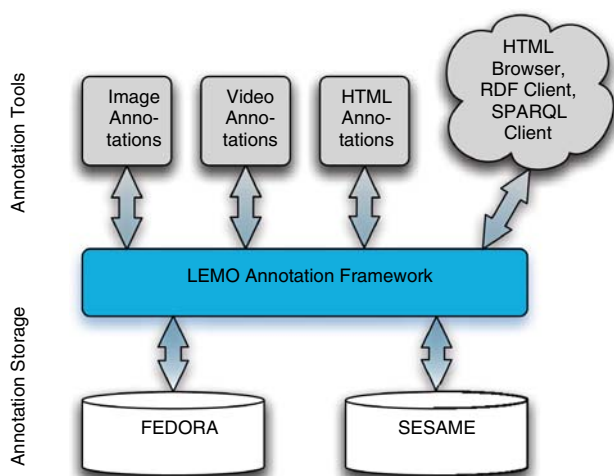 Annotation Tools
Image
Anno-
tations
Video
Anno-
tations
HTML
Anno-
tations
HTML
Browser,
RDF Client,
SPARQL
Client
LEMO Annotation Framework
Annotation Storage
FEDORA
SESAME